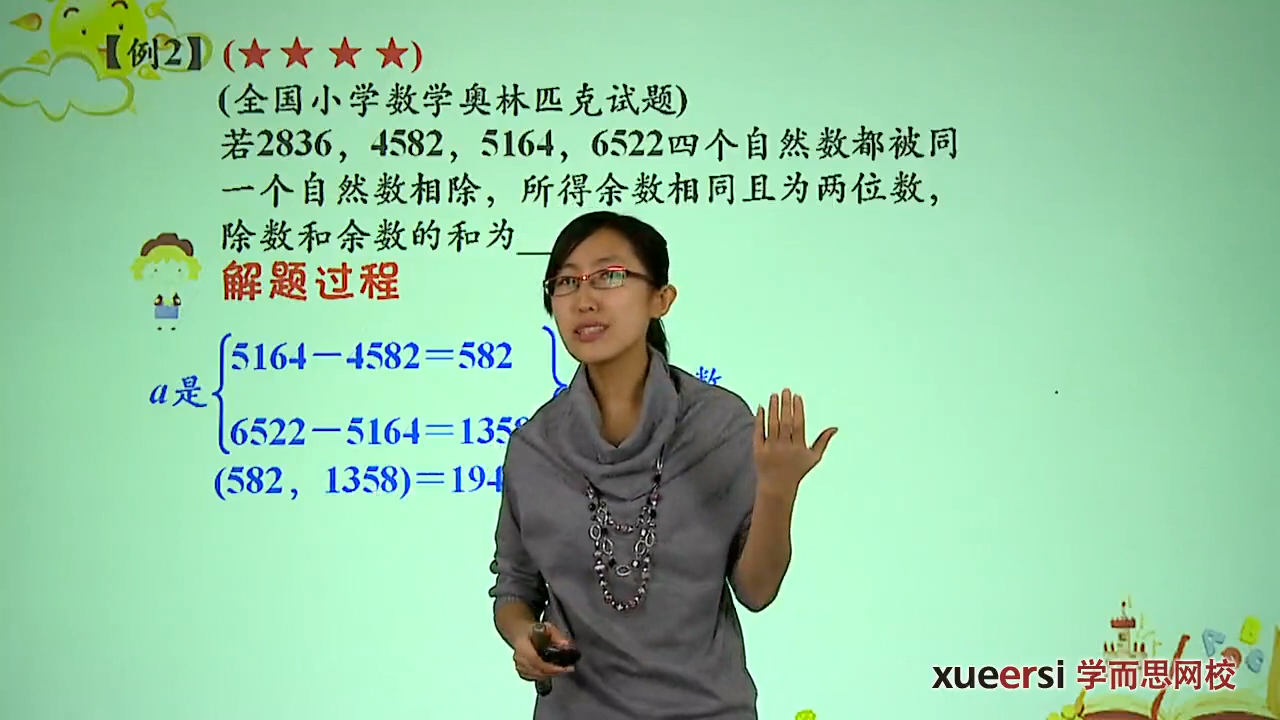 【例2】(★★★★)
(全国小学数学奥林匹克试题)
若2836，4582，5164，6522四个自然数都被同
一个自然数相除，所得余数相同且为两位数，
除数和余数的和为__
解题过程
5164－4582＝582
a是
数
6522－5164＝1358
(582，1358)＝194
xueersi 学而思网校